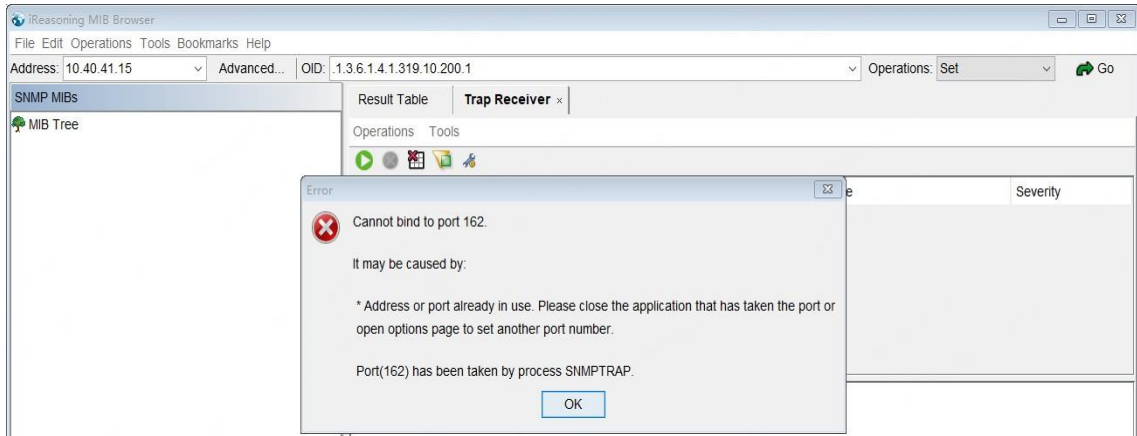 iReasoning MIB Browser
File Edit Operations Tools Bookmarks Help
Address: 10.40.41.15 Advanced... OID: .1.3.6.1.4.1.319.10.200.1 Operations: Set Go
SNMP MIBs Result Table Trap Receiver ×
MIB Tree Operations Tools
Error
e Severity
Cannot bind to port 162.
It may be caused by:
* Address or port already in use. Please close the application that has taken the port or
open options page to set another port number.
Port(162) has been taken by process SNMPTRAP.
OK